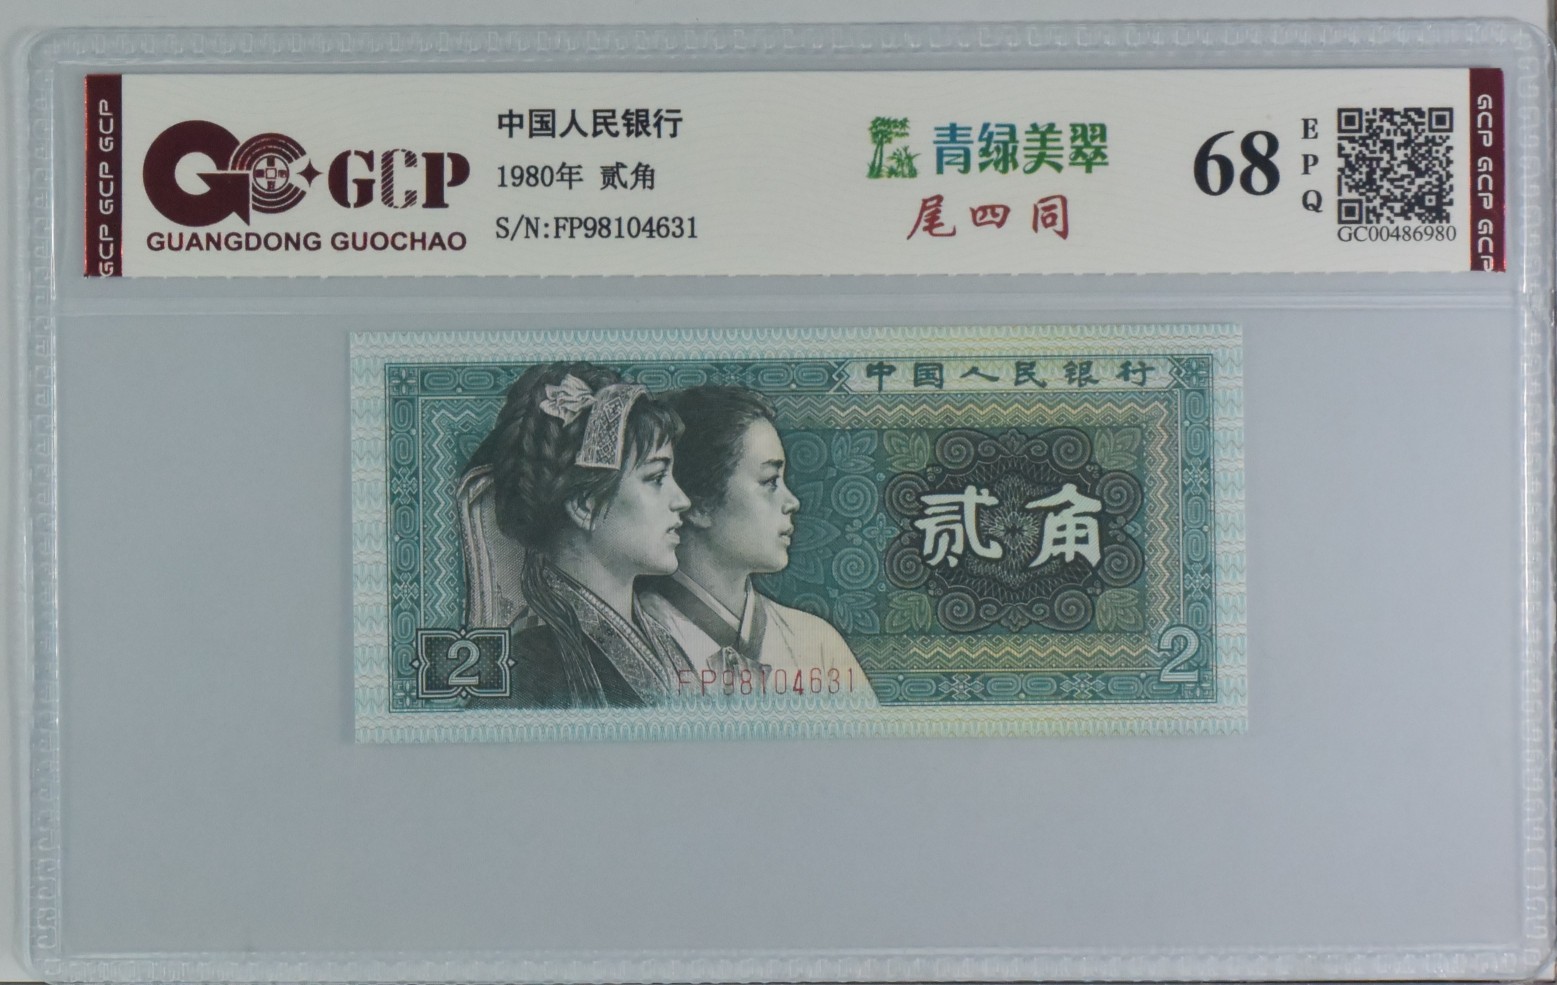 GCP GCP GCP
GCP
GUANGDONG GUOCHAO
中国人民银行
1980年 贰角
S/N:FP98104631
青绿美翠
尾四同
68
EPQ
GC00486980
GCP GCP GCP
中国人民银行
贰角
2
FP98104631
2